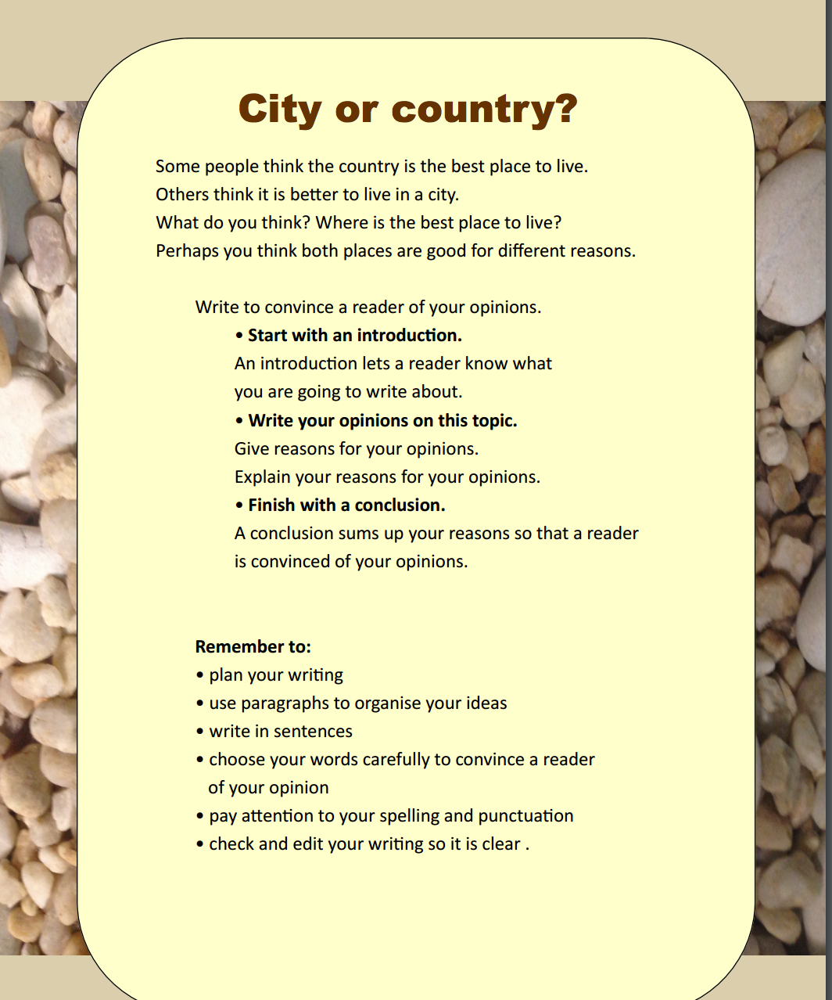 City or country?
Some people think the country is the best place to live.
Others think it is better to live in a city.
What do you think? Where is the best place to live?
Perhaps you think both places are good for different reasons.
Write to convince a reader of your opinions.
• Start with an introduction.
An introduction lets a reader know what
you are going to write about.
• Write your opinions on this topic.
Give reasons for your opinions.
Explain your reasons for your opinions.
• Finish with a conclusion.
A conclusion sums up your reasons so that a reader
is convinced of your opinions.
Remember to:
• plan your writing
• use paragraphs to organise your ideas
• write in sentences
• choose your words carefully to convince a reader
of your opinion
• pay attention to your spelling and punctuation
• check and edit your writing so it is clear .